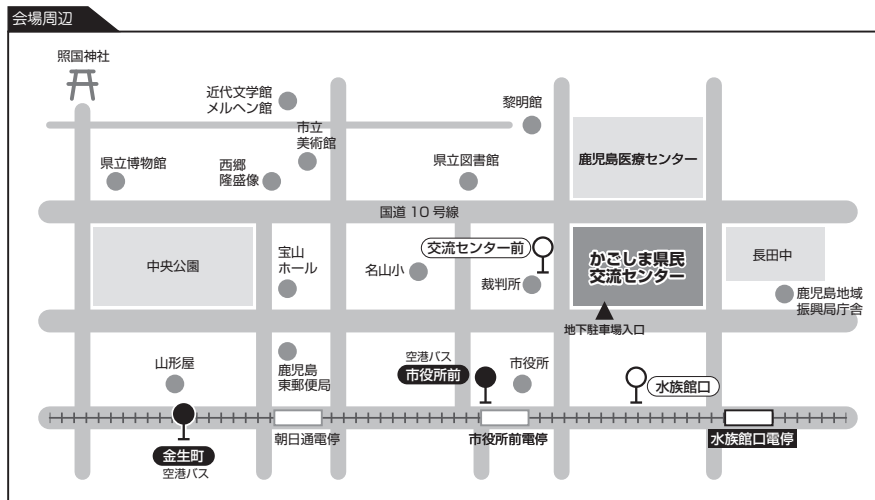 会場周辺
照国神社
近代文学館
メルヘン館
黎明館
市立
美術館
鹿児島医療センター
県立博物館
西郷
隆盛像
県立図書館
国道10号線
中央公園
宝山
ホール
名山小
交流センター前
裁判所
かごしま県民
交流センター
長田中
鹿児島地域
振興局庁舎
地下駐車場入口
山形屋
鹿児島
東郵便局
空港バス
市役所前
市役所
水族館口
金生町
空港バス
朝日通電停
市役所前電停
水族館口電停